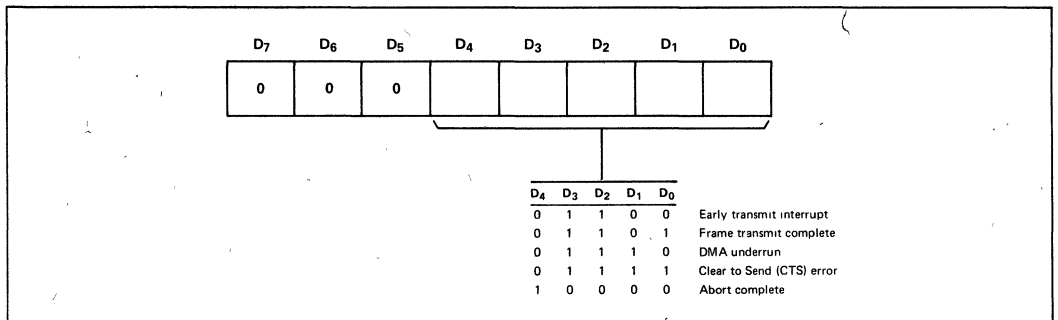 D7 D6 D5 D4 D3 D2 D1 D0
0 0 0
D4 D3 D2 D1 D0
0 1 1 0 0 Early transmit interrupt
0 1 1 0 1 Frame transmit complete
0 1 1 1 0 DMA underrun
0 1 1 1 1 Clear to Send (CTS) error
1 0 0 0 0 Abort complete